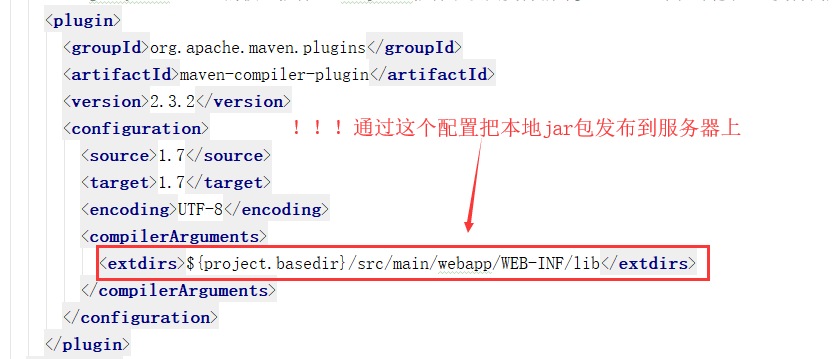 <plugin>
<groupId>org.apache.maven.plugins</groupId>
<artifactId>maven-compiler-plugin</artifactId>
<version>2.3.2</version>
<configuration>
！！！通过这个配置把本地jar包发布到服务器上
<source>1.7</source>
<target>1.7</target>
<encoding>UTF-8</encoding>
<compilerArguments>
<extdirs>${project.basedir}/src/main/webapp/WEB-INF/lib</extdirs>
</compilerArguments>
</configuration>
</plugin>